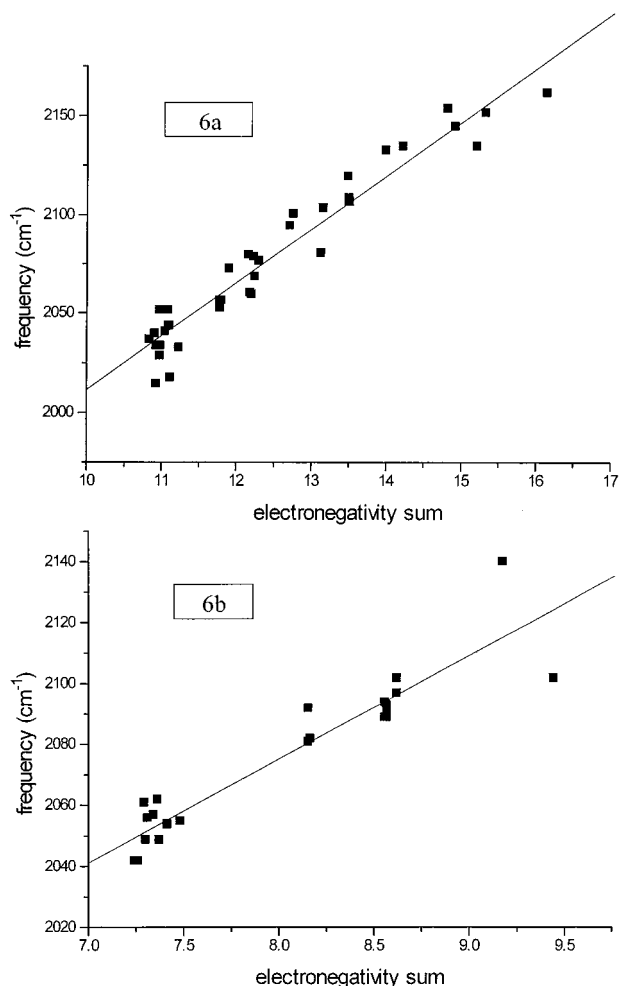 6a
2150
2100
2050
2000
frequency (cm-1)
10 11 12 13 14 15 16 17
electronegativity sum
6b
2140
2120
2100
2080
2060
2040
2020
frequency (cm-1)
7.0 7.5 8.0 8.5 9.0 9.5
electronegativity sum